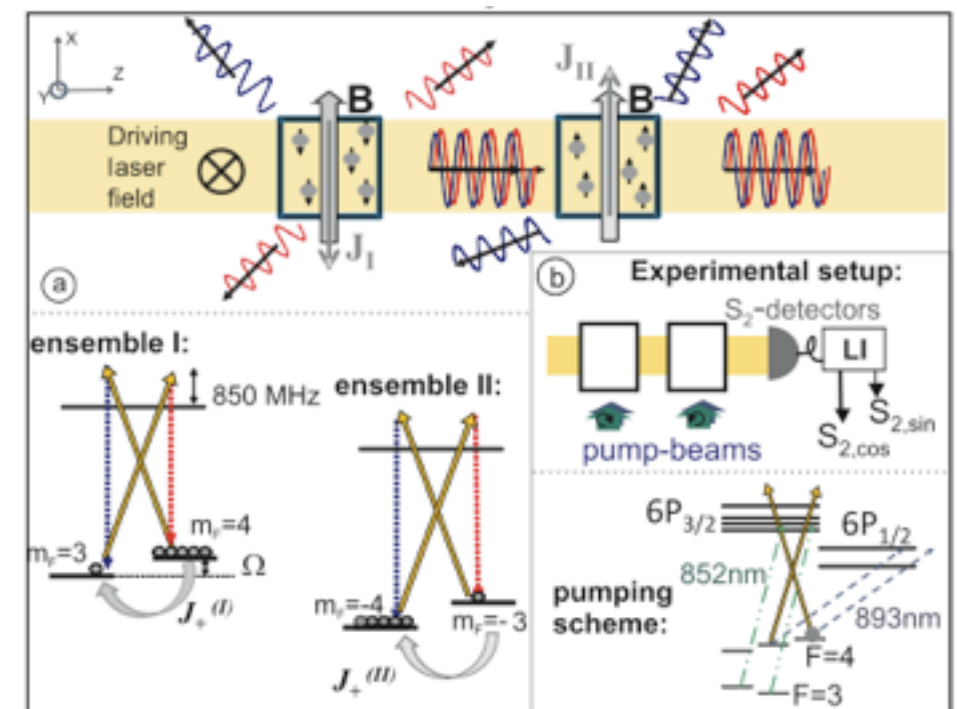 X
Y
Z
Driving
laser
field
B
J_I
J_II
B
a
ensemble I:
850 MHz
m_F=3
m_F=4
Ω
J_+^(I)
ensemble II:
m_F=-4
m_F=-3
J_+^(II)
b
Experimental setup:
S_2-detectors
LI
S_2,sin
S_2,cos
pump-beams
6P_3/2
6P_1/2
852nm
pumping
scheme:
893nm
F=4
F=3